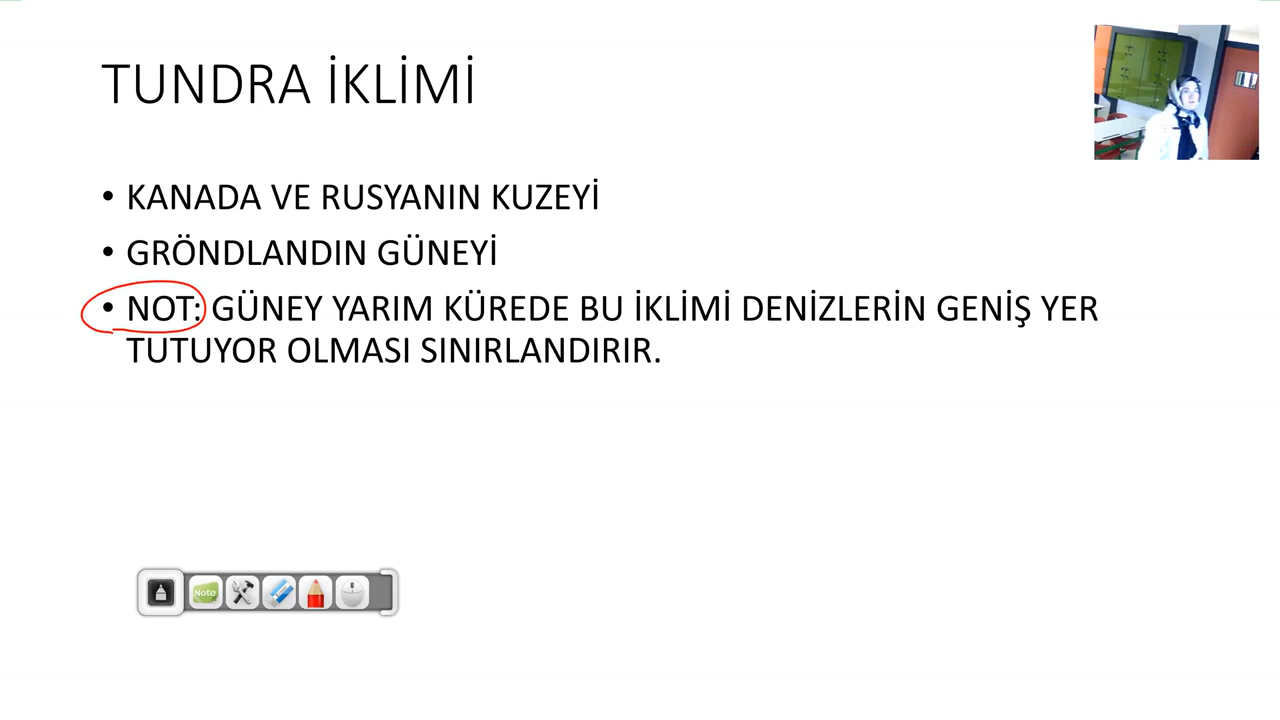 TUNDRA İKLİMİ
• KANADA VE RUSYANIN KUZEYİ
• GRÖNDLANDIN GÜNEYİ
• NOT: GÜNEY YARIM KÜREDE BU İKLİMİ DENİZLERİN GENİŞ YER
TUTUYOR OLMASI SINIRLANDIRIR.
Note